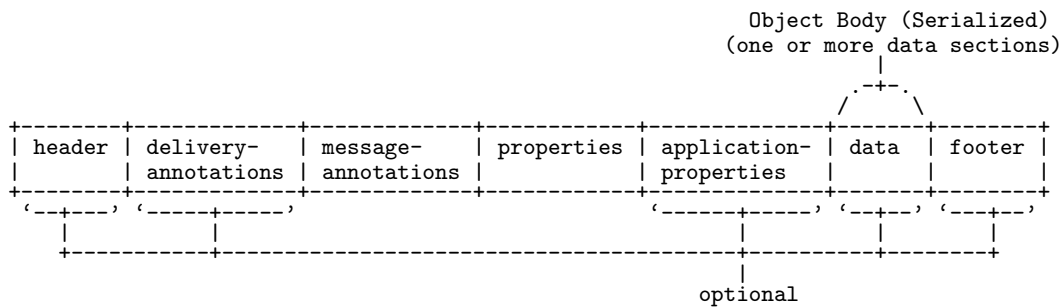 Object Body (Serialized)
(one or more data sections)
header | delivery- | message- | properties | application- | data | footer
annotations | annotations | properties
optional